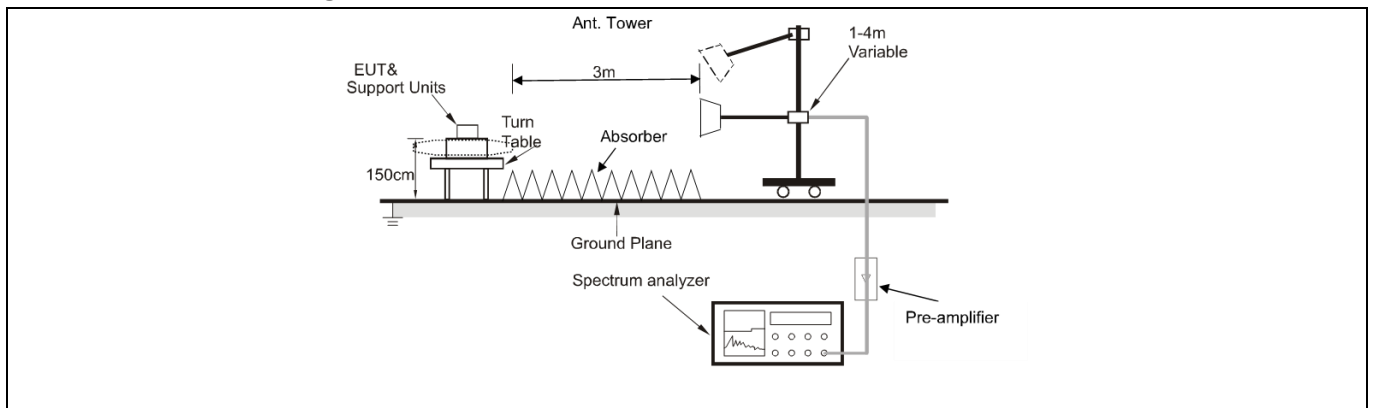 Ant. Tower
1-4m
Variable
3m
EUT&
Support Units
Turn
Table
Absorber
150cm
Ground Plane
Spectrum analyzer
Pre-amplifier